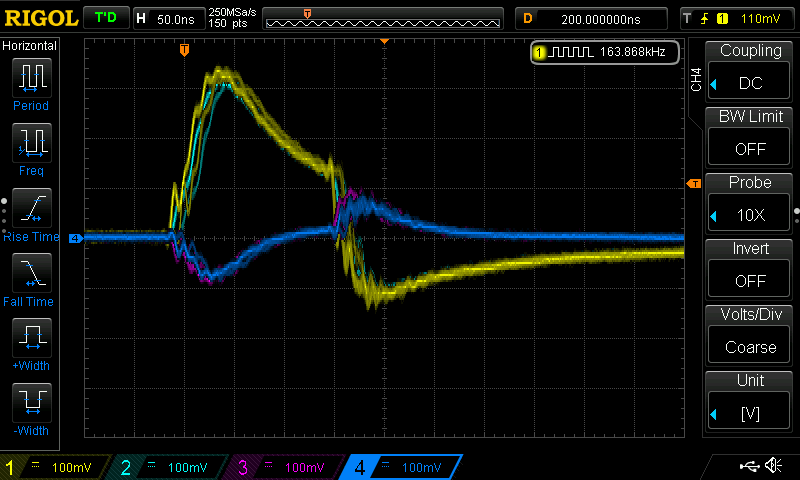 RIGOL T'D H 50.0ns 250MSa/s 150 pts T D 200.000000ns T 1 110mV
Horizontal
Period
Freq
Rise Time
Fall Time
+Width
-Width
T
1 163.868kHz
4
T
CH4
Coupling
DC
BW Limit
OFF
Probe
10X
Invert
OFF
Volts/Div
Coarse
Unit
[V]
1 100mV 2 100mV 3 100mV 4 100mV